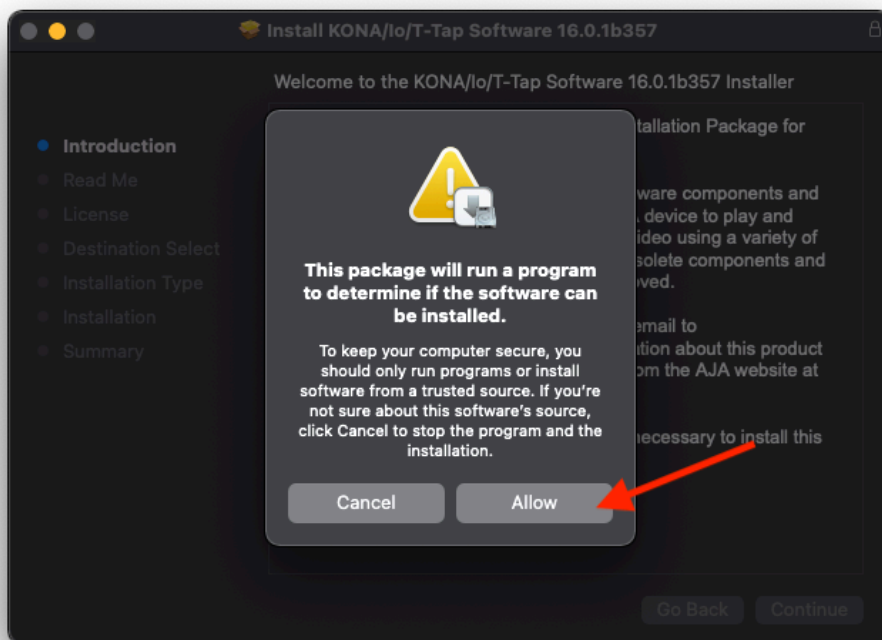 Install KONA/Io/T-Tap Software 16.0.1b357
Welcome to the KONA/Io/T-Tap Software 16.0.1b357 Installer
Introduction
Read Me
License
Destination Select
Installation Type
Installation
Summary
tallation Package for
ware components and
device to play and
ideo using a variety of
solete components and
oved.
email to
ation about this product
om the AJA website at
necessary to install this
This package will run a program
to determine if the software can
be installed.
To keep your computer secure, you
should only run programs or install
software from a trusted source. If you're
not sure about this software's source,
click Cancel to stop the program and the
installation.
Cancel
Allow
Go Back
Continue